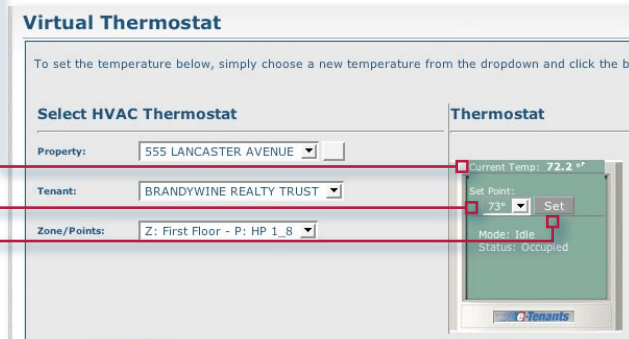 Virtual Thermostat
To set the temperature below, simply choose a new temperature from the dropdown and click the b
Select HVAC Thermostat
Thermostat
Property: 555 LANCASTER AVENUE
Tenant: BRANDYWINE REALTY TRUST
Zone/Points: Z: First Floor - P: HP 1_8
Current Temp: 72.2 °F
Set Point:
73° Set
Mode: Idle
Status: Occupied
e-Tenants